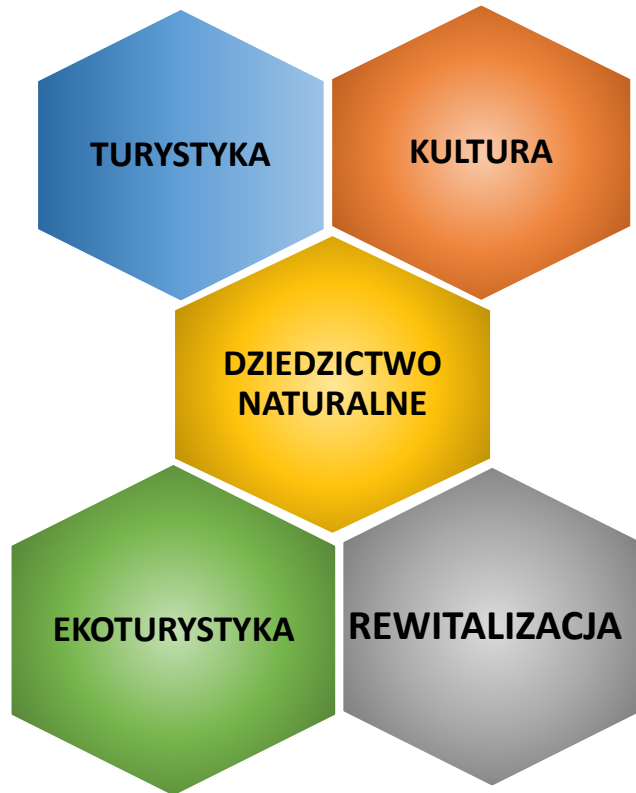 TURYSTYKA
KULTURA
DZIEDZICTWO
NATURALNE
EKOTURYSTYKA
REWITALIZACJA